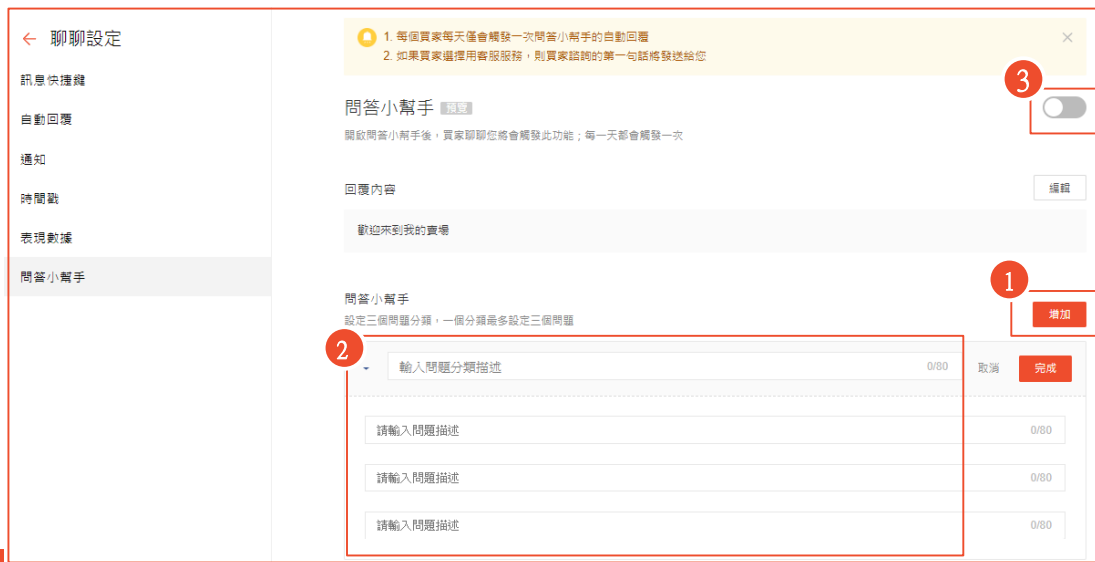 ← 聊聊設定
訊息快捷鍵
自動回覆
通知
時間戳
表現數據
問答小幫手
1. 每個買家每天僅會觸發一次問答小幫手的自動回覆
2. 如果買家選擇用客服服務，則買家諮詢的第一句話將發送給您
3
問答小幫手 預覽
開啟問答小幫手後，買家聊聊您將會觸發此功能；每一天都會觸發一次
回覆內容 編輯
歡迎來到我的賣場
1
問答小幫手
設定三個問題分類，一個分類最多設定三個問題
增加
2
輸入問題分類描述 0/80 取消 完成
請輸入問題描述 0/80
請輸入問題描述 0/80
請輸入問題描述 0/80